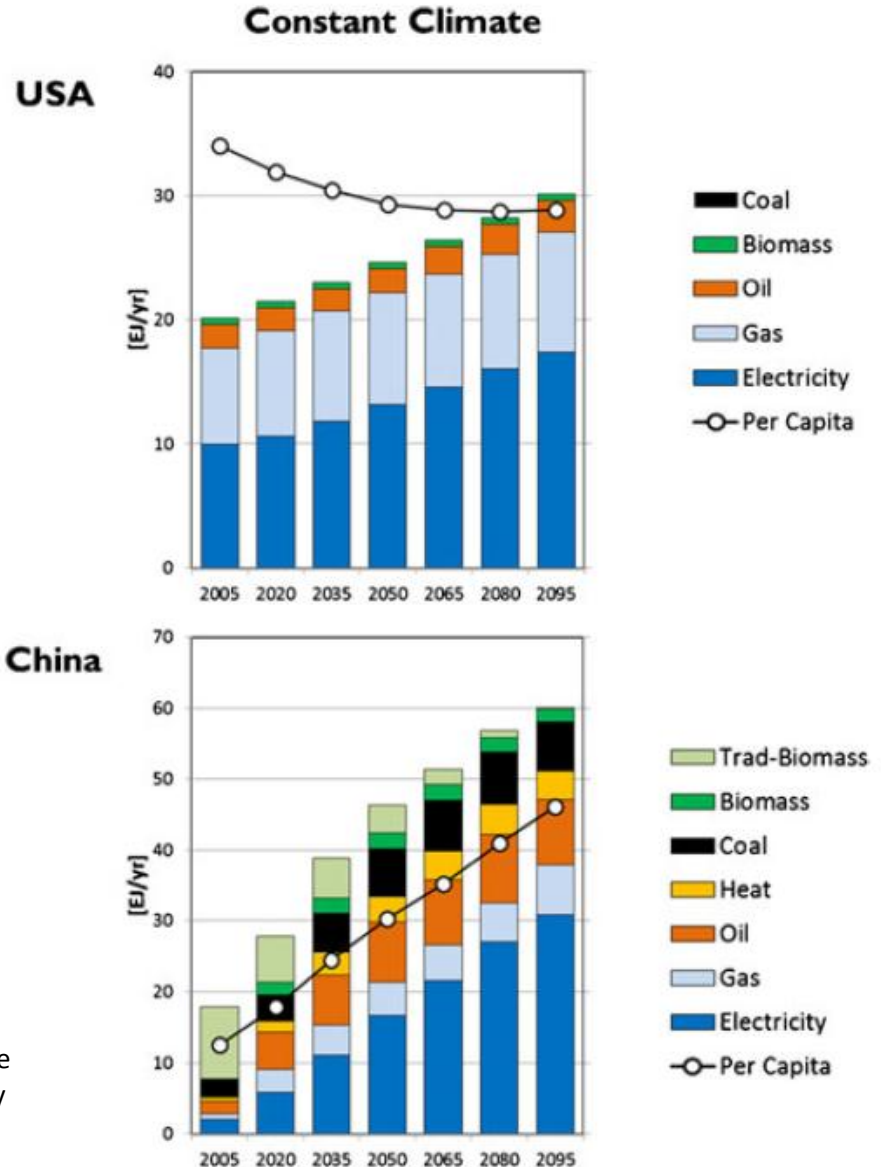 Constant Climate
USA
40
30
20
10
0
[EJ/yr]
2005 2020 2035 2050 2065 2080 2095
Coal
Biomass
Oil
Gas
Electricity
Per Capita
China
70
60
50
40
30
20
10
0
[EJ/yr]
2005 2020 2035 2050 2065 2080 2095
Trad-Biomass
Biomass
Coal
Heat
Oil
Gas
Electricity
Per Capita
e